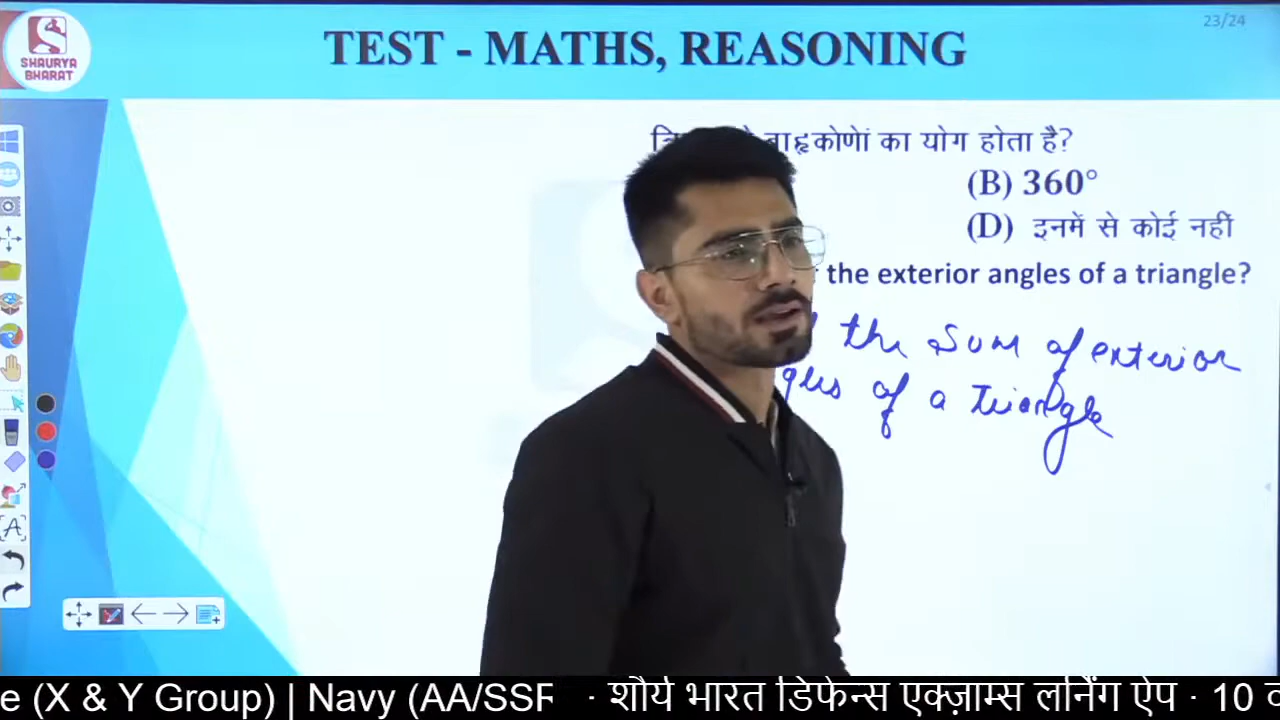 SHAURYA
BHARAT
TEST - MATHS, REASONING
23/24
बाह्यकोणों का योग होता है?
(B) 360°
(D) इनमें से कोई नहीं
the exterior angles of a triangle?
the sum of exterior
of a triangle
A
(X & Y Group) | Navy (AA/SSR · शौर्य भारत डिफेन्स एक्ज़ाम्स लर्निंग ऐप · 10